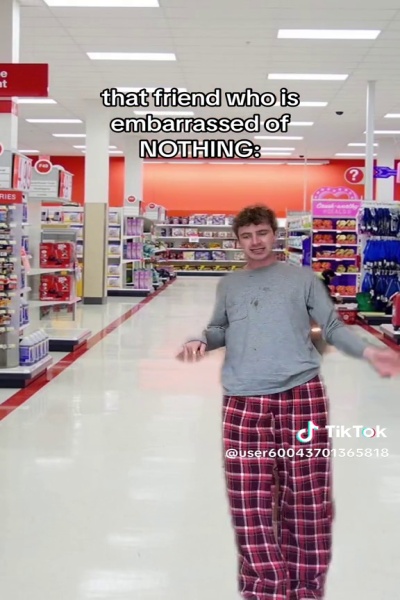 that friend who is
embarrassed of
NOTHING:
TikTok
@user60043701365818